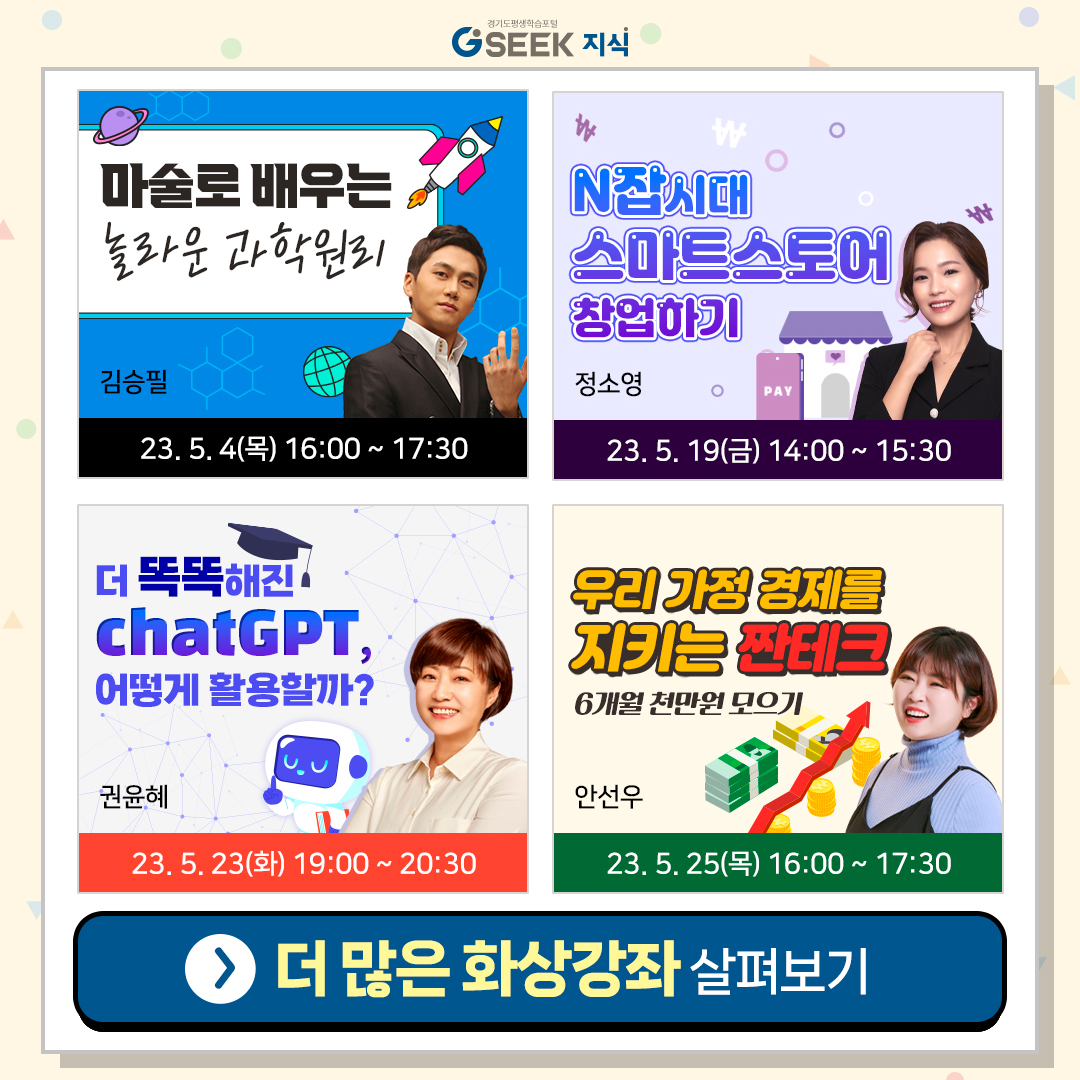 경기도평생학습포털
GSEEK 지식
마술로 배우는
놀라운 과학원리
김승필
23. 5. 4(목) 16:00 ~ 17:30
N잡시대
스마트스토어
창업하기
PAY
정소영
23. 5. 19(금) 14:00 ~ 15:30
더 똑똑해진
chatGPT,
어떻게 활용할까?
권윤혜
23. 5. 23(화) 19:00 ~ 20:30
우리 가정 경제를
지키는 짠테크
6개월 천만원 모으기
안선우
23. 5. 25(목) 16:00 ~ 17:30
더 많은 화상강좌 살펴보기